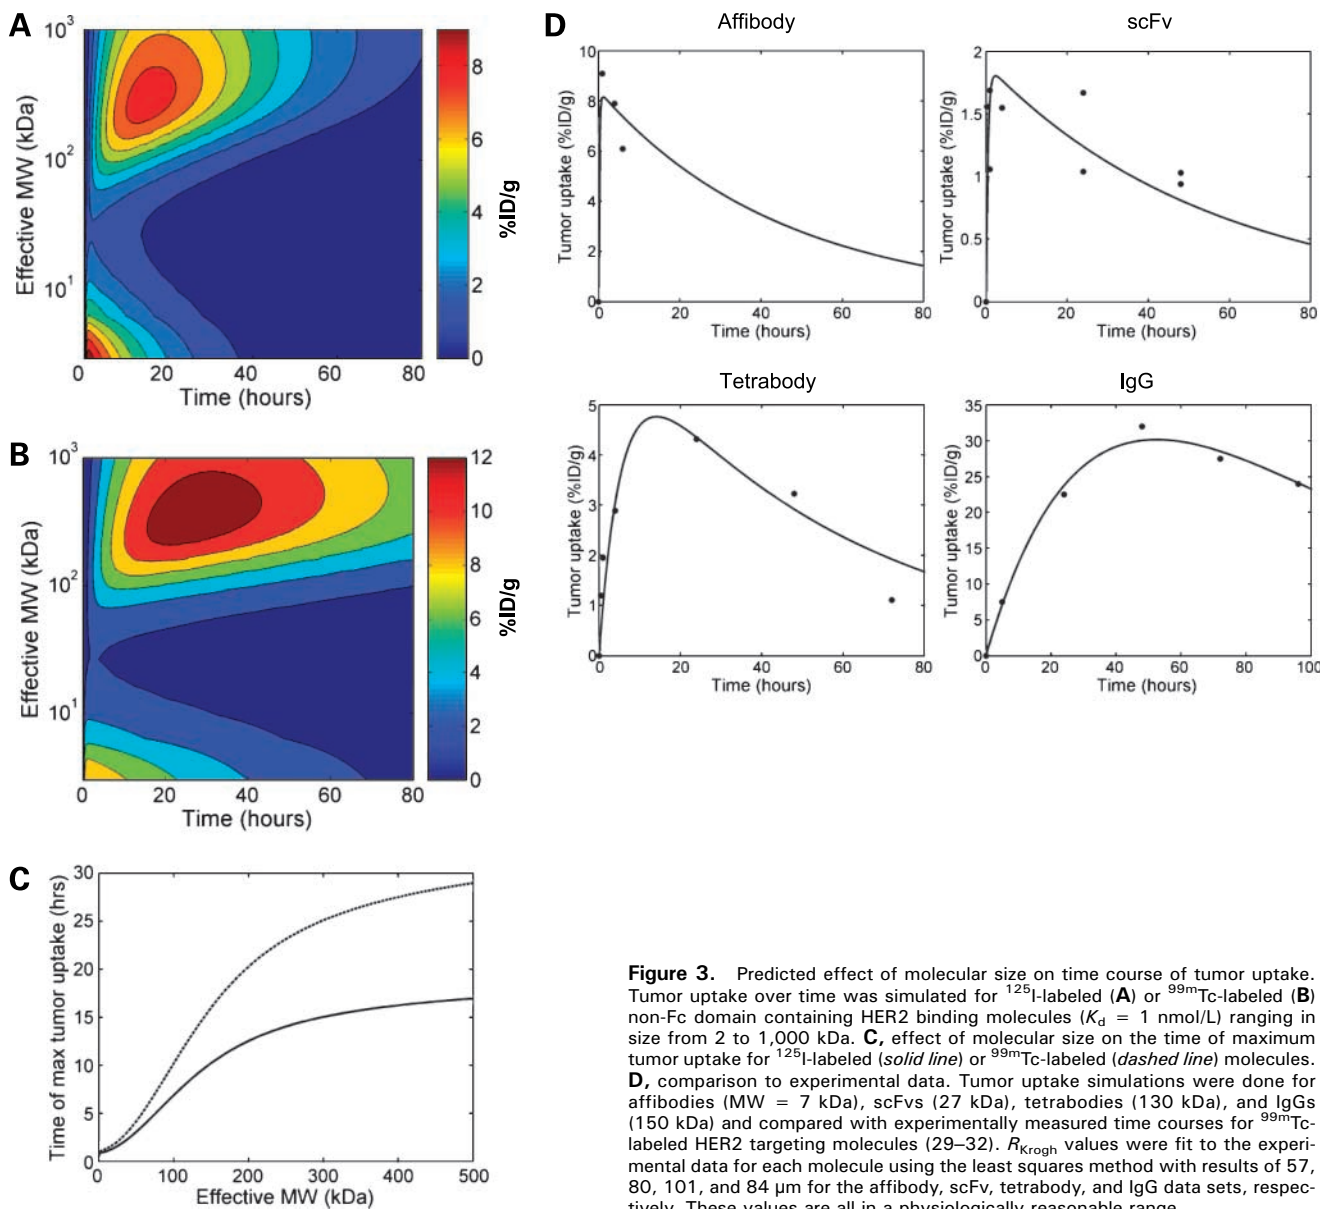 A
10³
10²
10¹
Effective MW (kDa)
0 20 40 60 80
Time (hours)
8
6
4
2
0
%ID/g
B
10³
10²
10¹
Effective MW (kDa)
0 20 40 60 80
Time (hours)
12
10
8
6
4
2
0
%ID/g
C
30
25
20
15
10
5
0
Time of max tumor uptake (hrs)
0 100 200 300 400 500
Effective MW (kDa)
D
Affibody
10
8
6
4
2
0
Tumor uptake (%ID/g)
0 20 40 60 80
Time (hours)
scFv
2
1.5
1
0.5
0
Tumor uptake (%ID/g)
0 20 40 60 80
Time (hours)
Tetrabody
5
4
3
2
1
0
Tumor uptake (%ID/g)
0 20 40 60 80
Time (hours)
IgG
35
30
25
20
15
10
5
0
Tumor uptake (%ID/g)
0 20 40 60 80 100
Time (hours)
Figure 3. Predicted effect of molecular size on time course of tumor uptake.
Tumor uptake over time was simulated for ¹²⁵I-labeled (A) or ⁹⁹ᵐTc-labeled (B)
non-Fc domain containing HER2 binding molecules (Kd = 1 nmol/L) ranging in
size from 2 to 1,000 kDa. C, effect of molecular size on the time of maximum
tumor uptake for ¹²⁵I-labeled (solid line) or ⁹⁹ᵐTc-labeled (dashed line) molecules.
D, comparison to experimental data. Tumor uptake simulations were done for
affibodies (MW = 7 kDa), scFvs (27 kDa), tetrabodies (130 kDa), and IgGs
(150 kDa) and compared with experimentally measured time courses for ⁹⁹ᵐTc-
labeled HER2 targeting molecules (29–32). RKrogh values were fit to the experi-
mental data for each molecule using the least squares method with results of 57,
80, 101, and 84 μm for the affibody, scFv, tetrabody, and IgG data sets, respec-
tively. These values are all in a physiologically reasonable range.